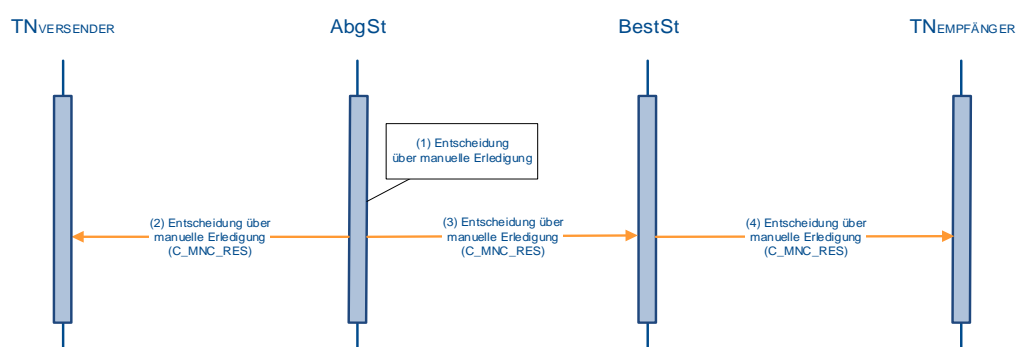 TNVERSENDER
AbgSt
BestSt
TNEMPFÄNGER
(1) Entscheidung
über manuelle Erledigung
(2) Entscheidung über
manuelle Erledigung
(C_MNC_RES)
(3) Entscheidung über
manuelle Erledigung
(C_MNC_RES)
(4) Entscheidung über
manuelle Erledigung
(C_MNC_RES)